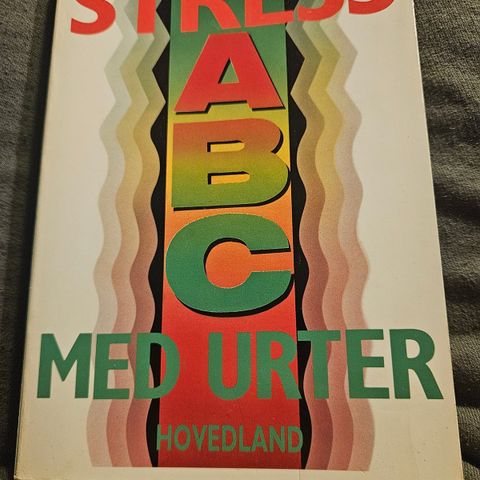 STRESS
A
B
C
MED URTER
HOVEDLAND